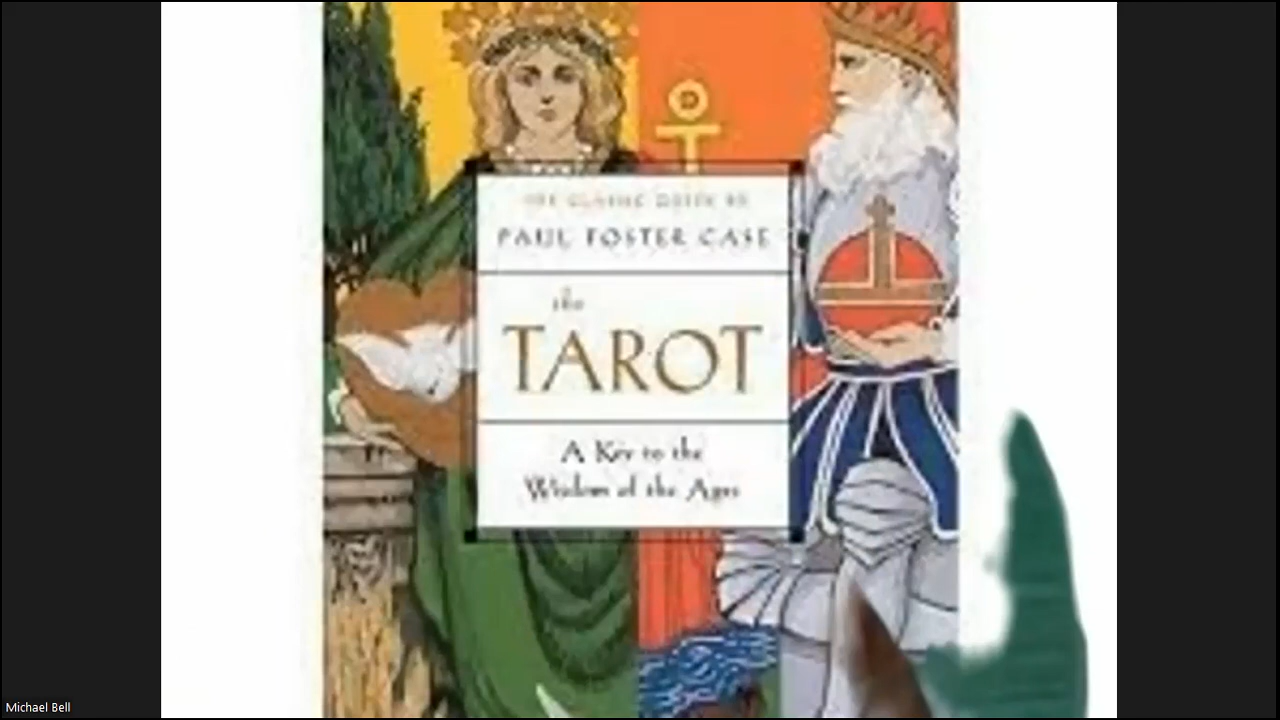 THE CLASSIC GUIDE BY
PAUL FOSTER CASE
the
TAROT
A Key to the
Wisdom of the Ages
Michael Bell